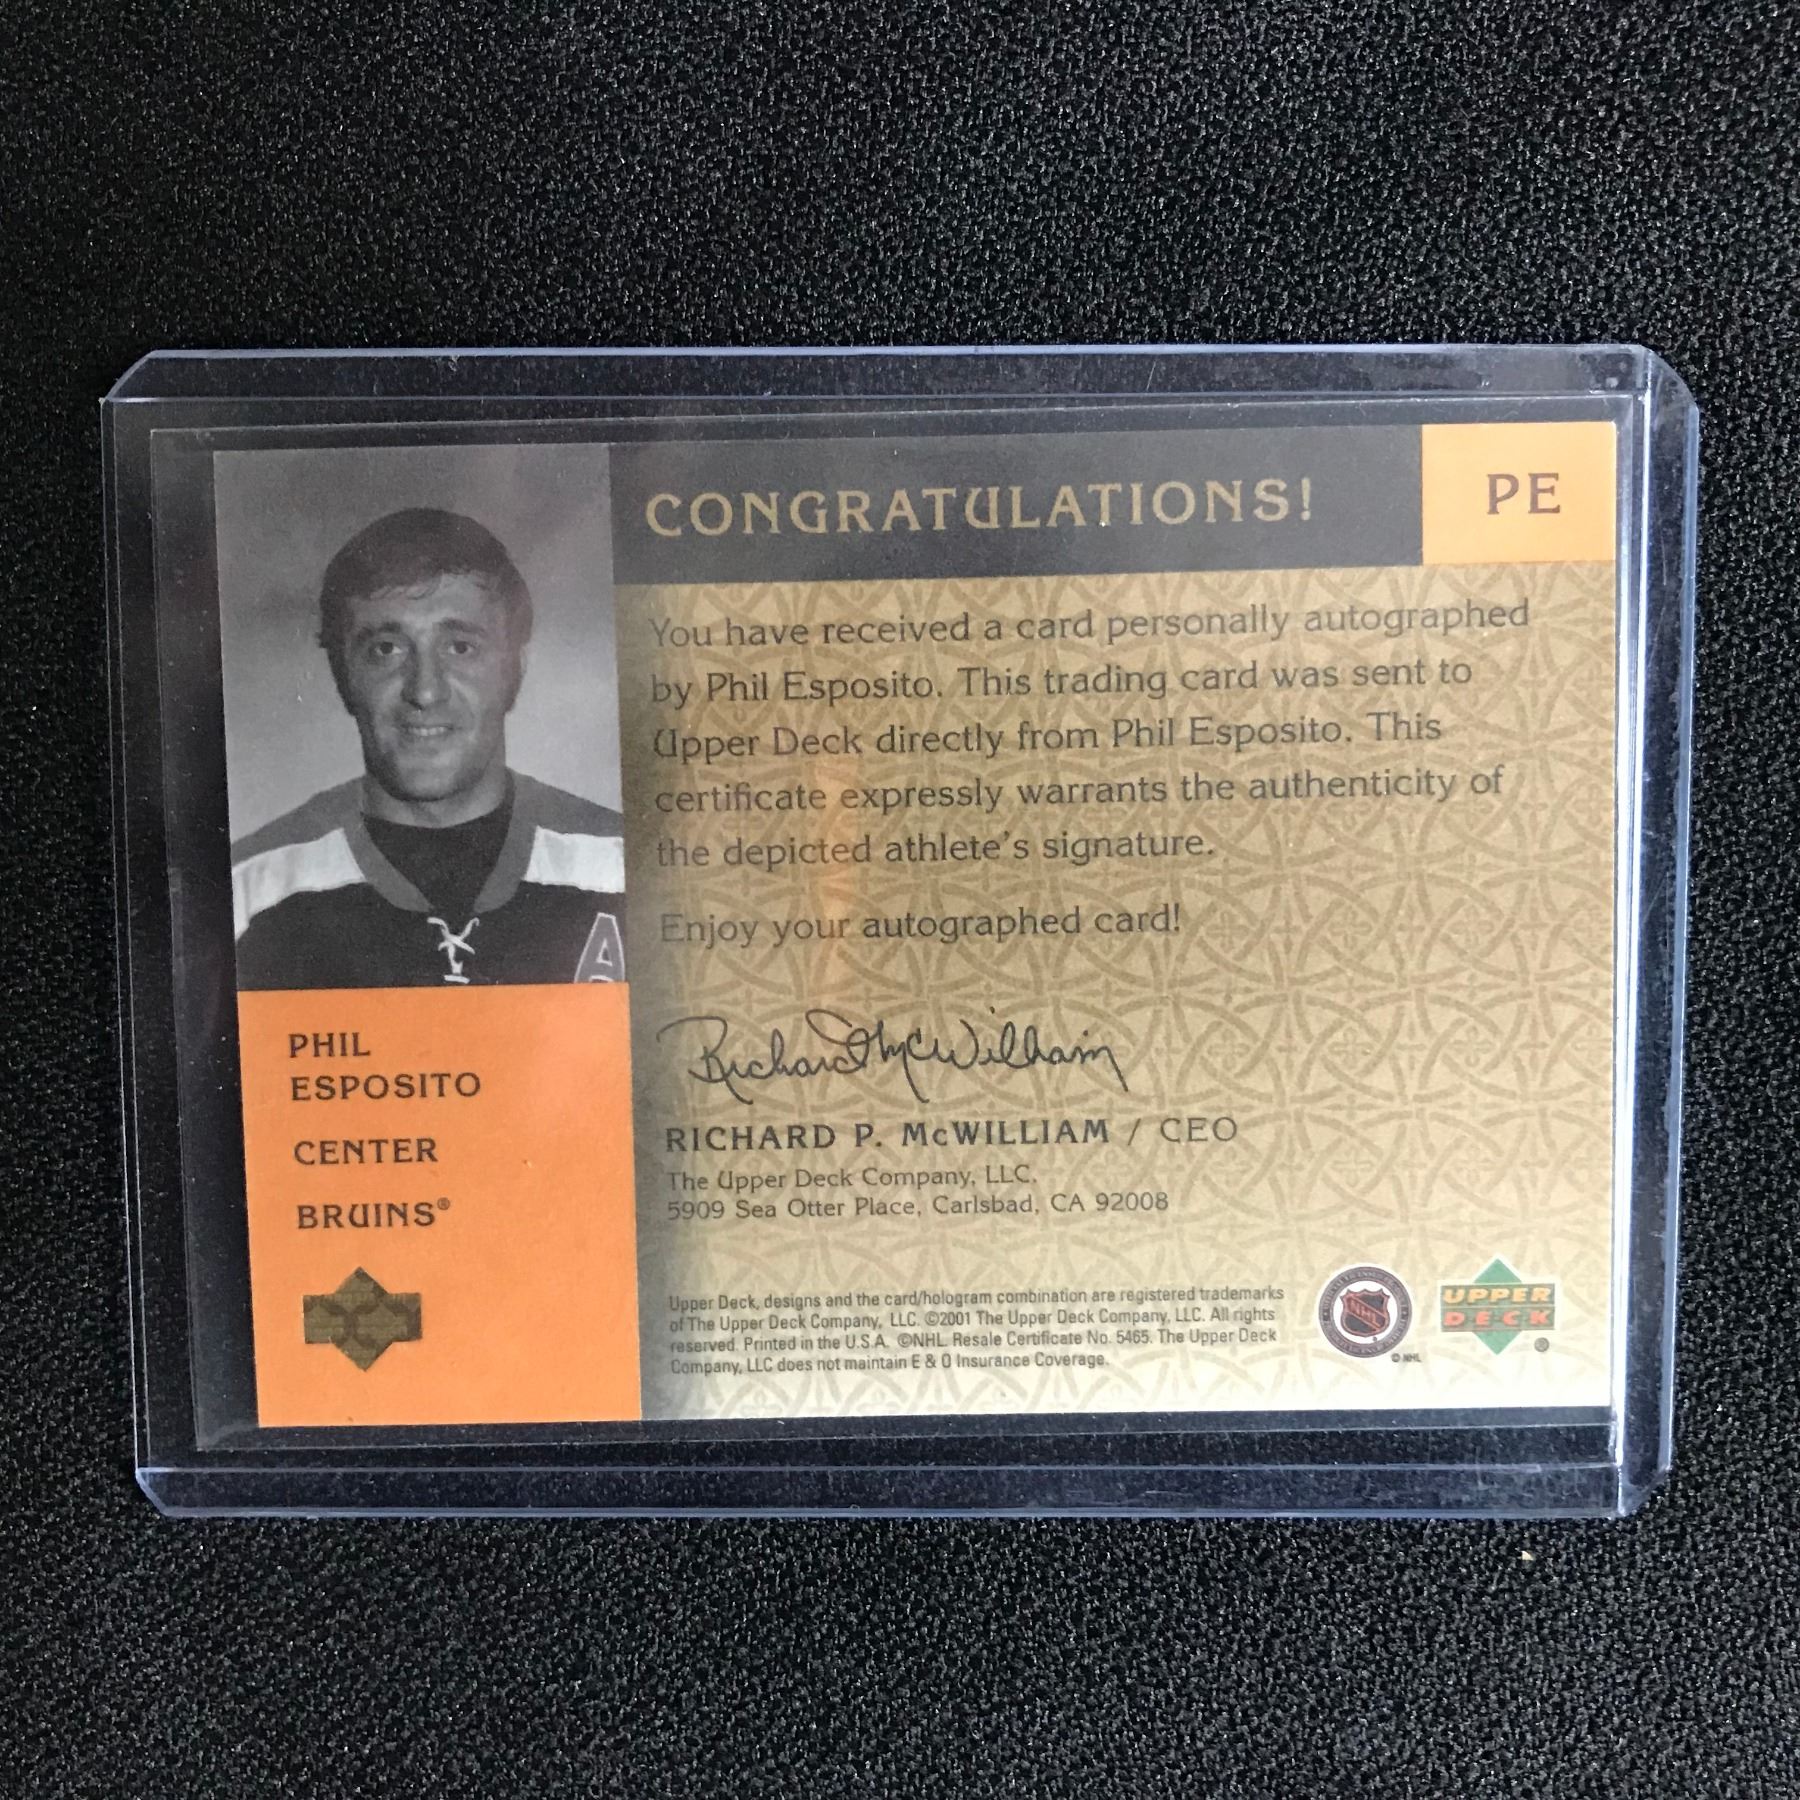 CONGRATULATIONS!
PE
You have received a card personally autographed
by Phil Esposito. This trading card was sent to
Upper Deck directly from Phil Esposito. This
certificate expressly warrants the authenticity of
the depicted athlete's signature.
Enjoy your autographed card!
Richard McWilliam
RICHARD P. McWILLIAM / CEO
The Upper Deck Company, LLC.
5909 Sea Otter Place, Carlsbad, CA 92008
A
PHIL
ESPOSITO
CENTER
BRUINS®
Upper Deck, designs and the card/hologram combination are registered trademarks
of The Upper Deck Company, LLC. ©2001 The Upper Deck Company, LLC. All rights
reserved. Printed in the U.S.A. ©NHL. Resale Certificate No. 5465. The Upper Deck
Company, LLC does not maintain E & O Insurance Coverage.
NHL
© NHL
UPPER
DECK
®